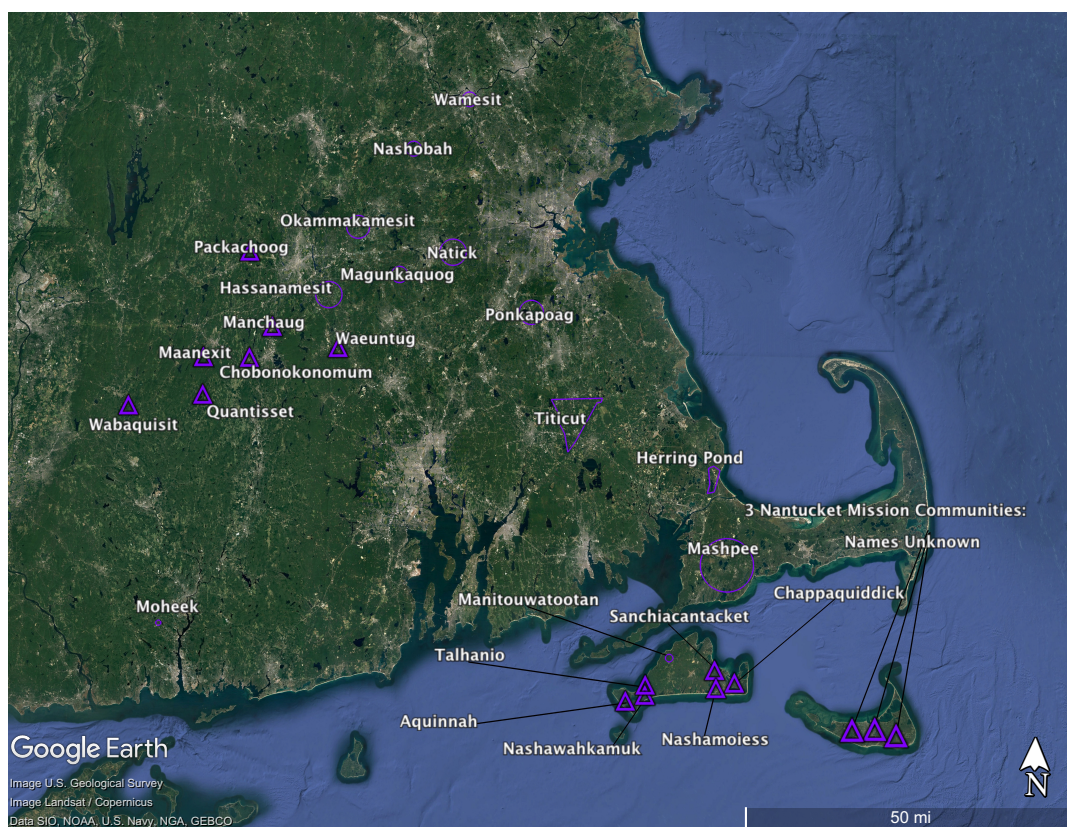 Wamesit
Nashobah
Okammakamesit
Packachoog
Natick
Magunkaquog
Hassanamesit
Ponkapoag
Manchaug
Waeuntug
Maanexit
Chobonokonomum
Quantisset
Wabaquisit
Titicut
Herring Pond
3 Nantucket Mission Communities:
Names Unknown
Mashpee
Chappaquiddick
Manitouwatootan
Moheek
Sanchiacantacket
Talhanio
Aquinnah
Nashawahkamuk
Nashamoiess
Google Earth
Image U.S. Geological Survey
Image Landsat / Copernicus
Data SIO, NOAA, U.S. Navy, NGA, GEBCO
N
50 mi